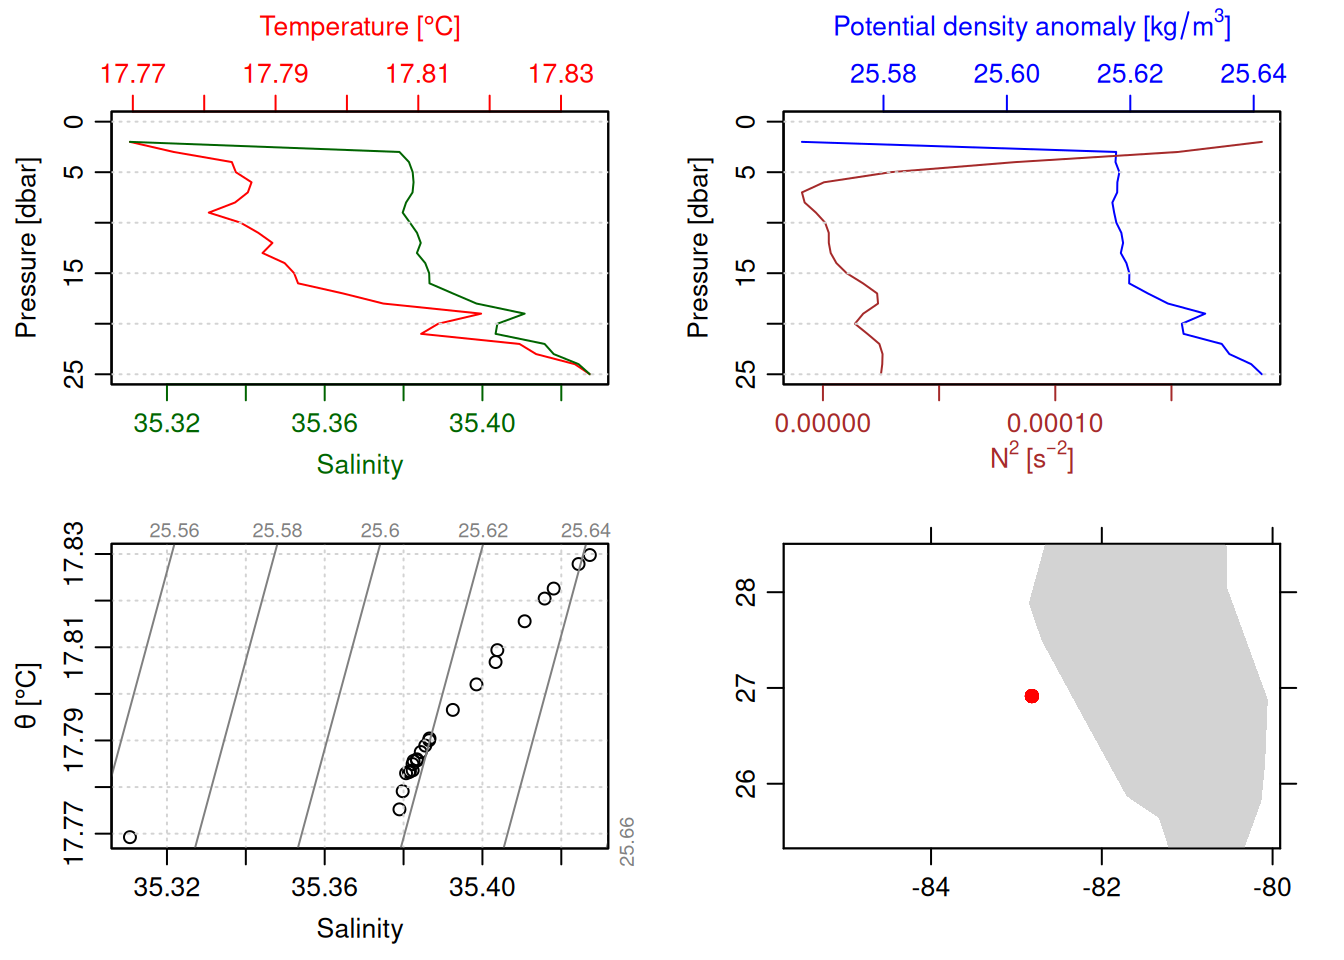 Temperature [°C]
17.77 17.79 17.81 17.83
Pressure [dbar]
0
5
15
25
35.32 35.36 35.40
Salinity
Potential density anomaly [kg/m³]
25.58 25.60 25.62 25.64
Pressure [dbar]
0
5
15
25
0.00000 0.00010
N² [s⁻²]
25.56 25.58 25.6 25.62 25.64
θ [°C]
17.83
17.81
17.79
17.77
25.66
35.32 35.36 35.40
Salinity
28
27
26
-84 -82 -80